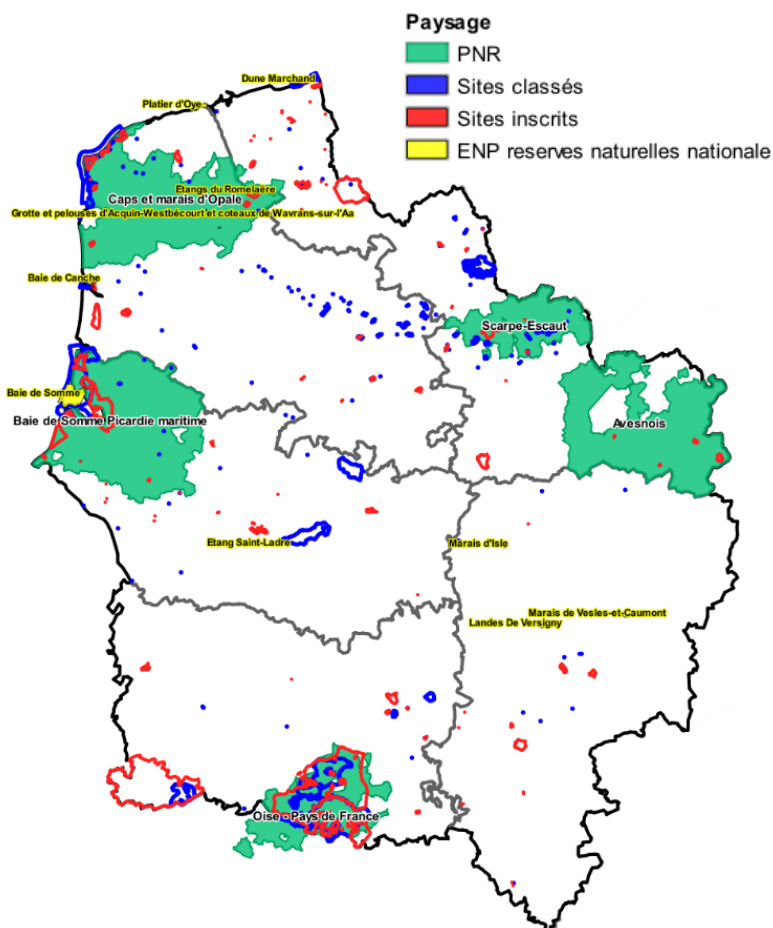 Paysage
PNR
Sites classés
Sites inscrits
ENP reserves naturelles nationale
Dune Marchand
Platier d'Oye
Etangs du Romelaëre
Caps et marais d'Opale
Grotte et pelouses d'Acquin-Westbécourt et coteaux de Wavrans-sur-l'Aa
Baie de Canche
Scarpe-Escaut
Baie de Somme
Baie de Somme Picardie maritime
Avesnois
Etang Saint-Ladre
Marais d'Isle
Marais de Vesles-et-Caumont
Landes De Versigny
Oise - Pays de France